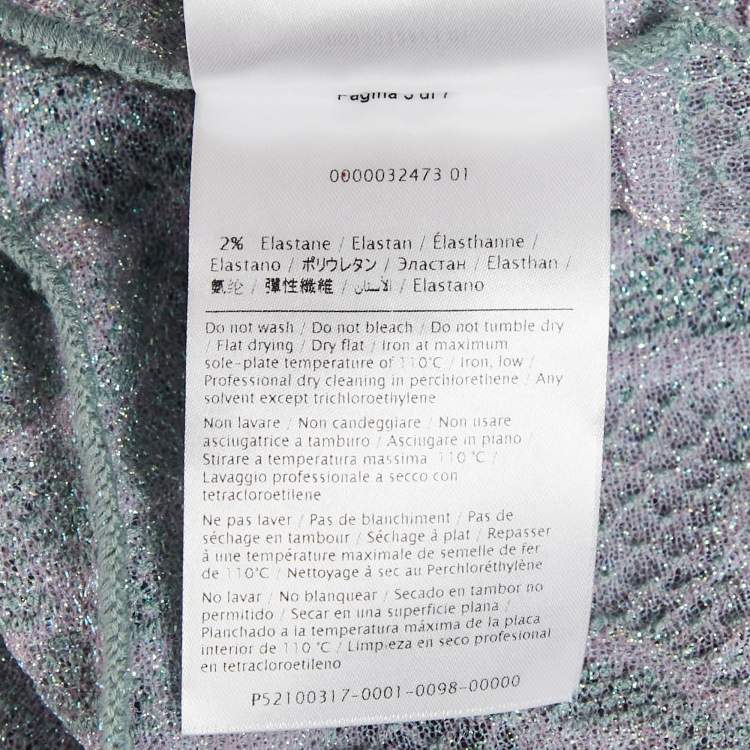 Pagina 5 di 7
0000032473 01
2% Elastane / Elastan / Élasthanne /
Elastano / ポリウレタン / Эластан / Elasthan /
氨纶 / 彈性纖維 / الأستان / Elastano
Do not wash / Do not bleach / Do not tumble dry
/ Flat drying / Dry flat / Iron at maximum
sole-plate temperature of 110°C / Iron, low /
Professional dry cleaning in perchlorethene / Any
solvent except trichloroethylene
Non lavare / Non candeggiare / Non usare
asciugatrice a tamburo / Asciugare in piano /
Stirare a temperatura massima 110 °C /
Lavaggio professionale a secco con
tetracloroetilene
Ne pas laver / Pas de blanchiment / Pas de
séchage en tambour / Séchage à plat / Repasser
à une température maximale de semelle de fer
de 110°C / Nettoyage à sec au Perchloréthylène
No lavar / No blanquear / Secado en tambor no
permitido / Secar en una superficie plana /
Planchado a la temperatura máxima de la placa
interior de 110 °C / Limpieza en seco profesional
en tetracloroetileno
P52100317-0001-0098-00000